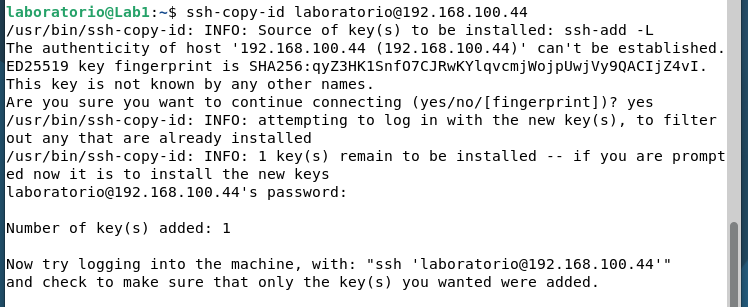 laboratorio@Lab1:~$ ssh-copy-id laboratorio@192.168.100.44
/usr/bin/ssh-copy-id: INFO: Source of key(s) to be installed: ssh-add -L
The authenticity of host '192.168.100.44 (192.168.100.44)' can't be established.
ED25519 key fingerprint is SHA256:qyZ3HK1SnfO7CJRwKYlqvcmjWojpUwjVy9QACIjZ4vI.
This key is not known by any other names.
Are you sure you want to continue connecting (yes/no/[fingerprint])? yes
/usr/bin/ssh-copy-id: INFO: attempting to log in with the new key(s), to filter
out any that are already installed
/usr/bin/ssh-copy-id: INFO: 1 key(s) remain to be installed -- if you are prompt
ed now it is to install the new keys
laboratorio@192.168.100.44's password:
Number of key(s) added: 1
Now try logging into the machine, with: "ssh 'laboratorio@192.168.100.44'"
and check to make sure that only the key(s) you wanted were added.